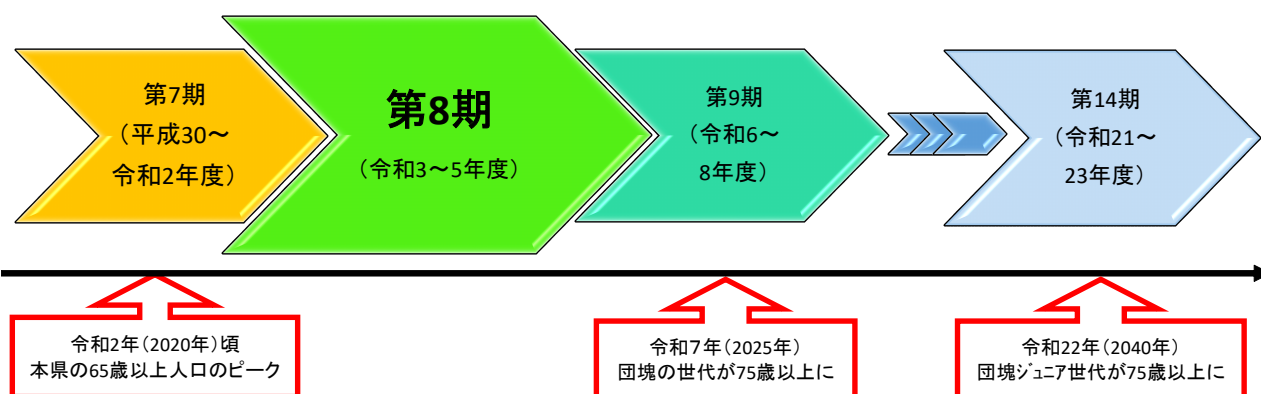 第7期
（平成30～
令和2年度）
第8期
（令和3～5年度）
第9期
（令和6～
8年度）
第14期
（令和21～
23年度）
令和2年（2020年）頃
本県の65歳以上人口のピーク
令和７年（2025年）
団塊の世代が75歳以上に
令和22年（2040年）
団塊ｼﾞｭﾆｱ世代が75歳以上に